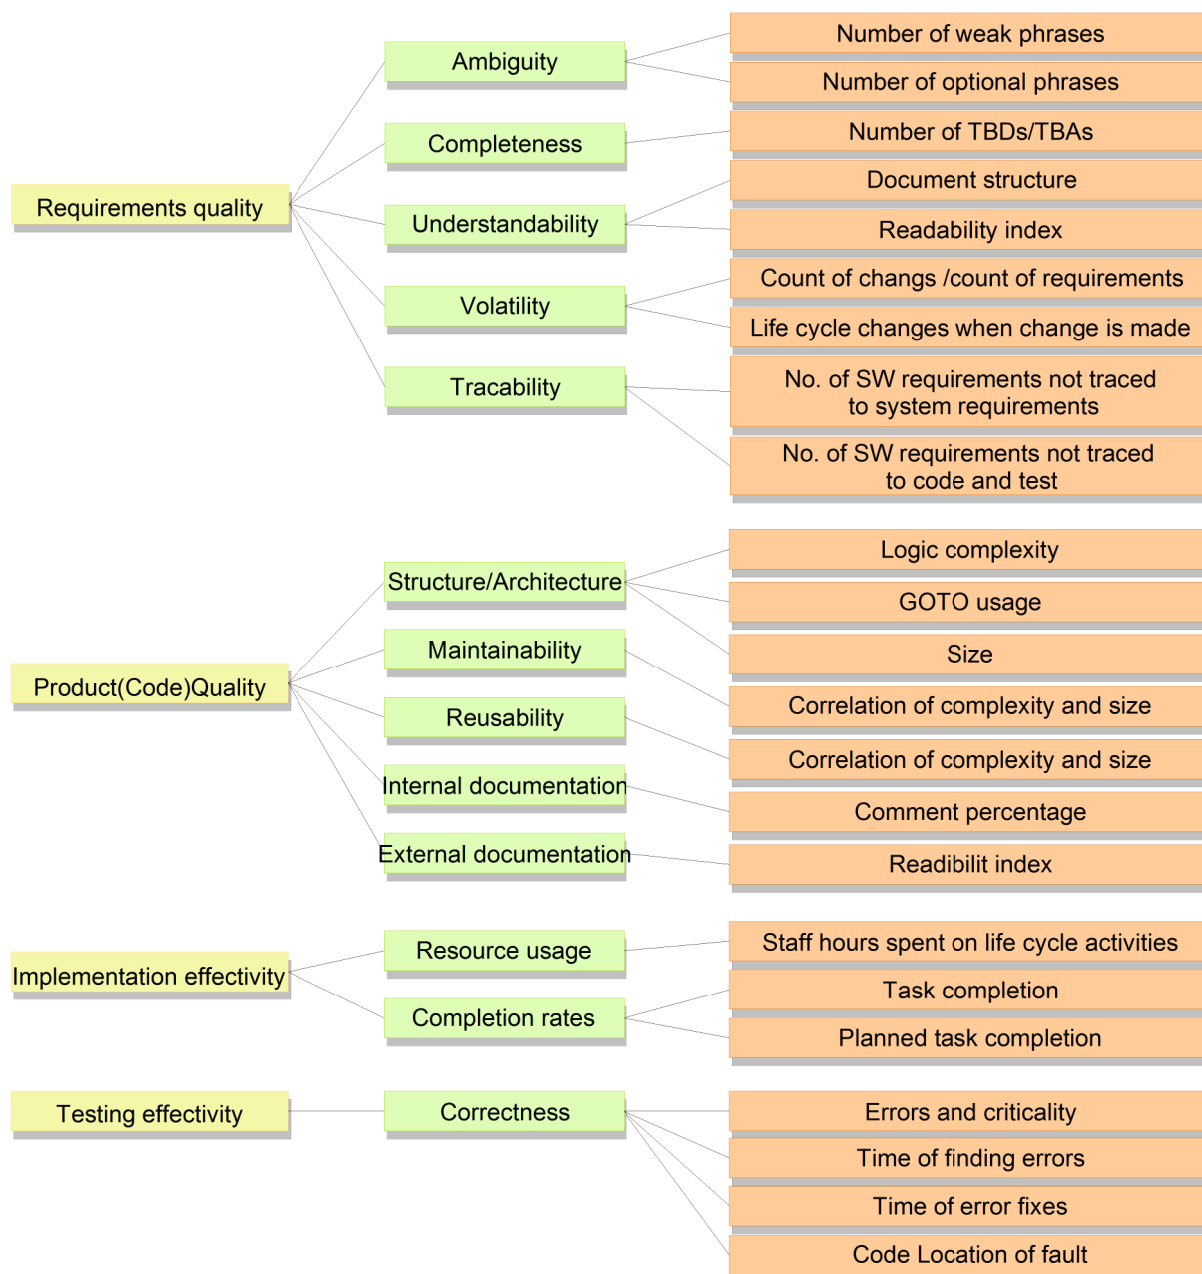 Requirements quality
Ambiguity
Number of weak phrases
Number of optional phrases
Completeness
Number of TBDs/TBAs
Understandability
Document structure
Readability index
Volatility
Count of changs /count of requirements
Life cycle changes when change is made
Tracability
No. of SW requirements not traced
to system requirements
No. of SW requirements not traced
to code and test
Product(Code)Quality
Structure/Architecture
Logic complexity
GOTO usage
Size
Maintainability
Correlation of complexity and size
Reusability
Correlation of complexity and size
Internal documentation
Comment percentage
External documentation
Readibilit index
Implementation effectivity
Resource usage
Staff hours spent on life cycle activities
Completion rates
Task completion
Planned task completion
Testing effectivity
Correctness
Errors and criticality
Time of finding errors
Time of error fixes
Code Location of fault